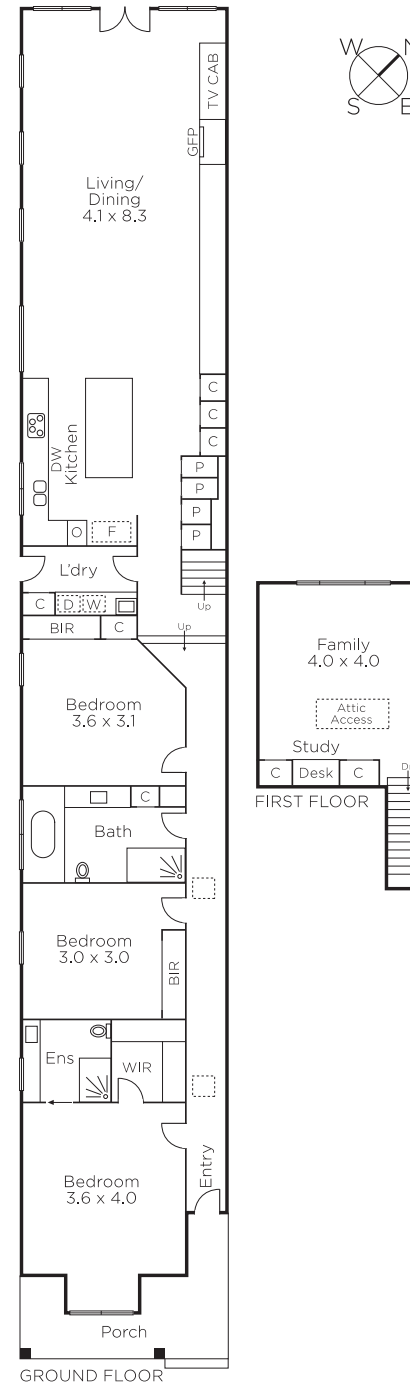 W N
S E
TV CAB
GFP
Living/
Dining
4.1 x 8.3
C
C
C
DW
Kitchen
P
P
P
P
O F
L'dry
Up
C D W
BIR C
Up
Bedroom
3.6 x 3.1
C
Bath
Bedroom
3.0 x 3.0
BIR
Ens
WIR
Entry
Bedroom
3.6 x 4.0
Porch
GROUND FLOOR
Family
4.0 x 4.0
Attic
Access
Study
C Desk C
FIRST FLOOR